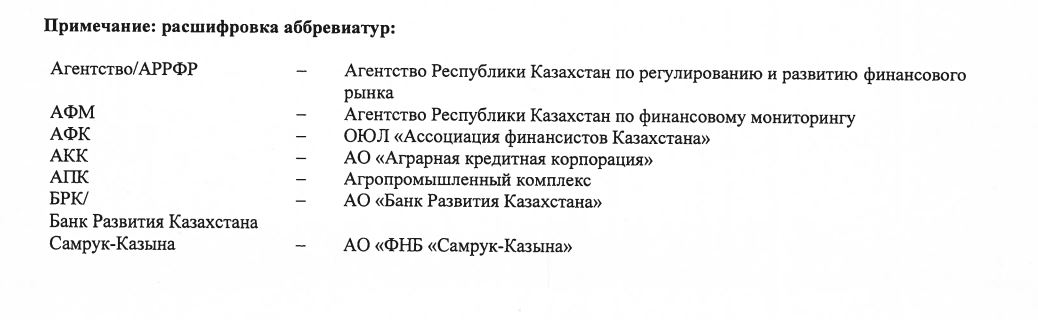 Примечание: расшифровка аббревиатур:
Агентство/АРРФР – Агентство Республики Казахстан по регулированию и развитию финансового
рынка
АФМ – Агентство Республики Казахстан по финансовому мониторингу
АФК – ОЮЛ «Ассоциация финансистов Казахстана»
АКК – АО «Аграрная кредитная корпорация»
АПК – Агропромышленный комплекс
БРК/ – АО «Банк Развития Казахстана»
Банк Развития Казахстана
Самрук-Казына – АО «ФНБ «Самрук-Казына»